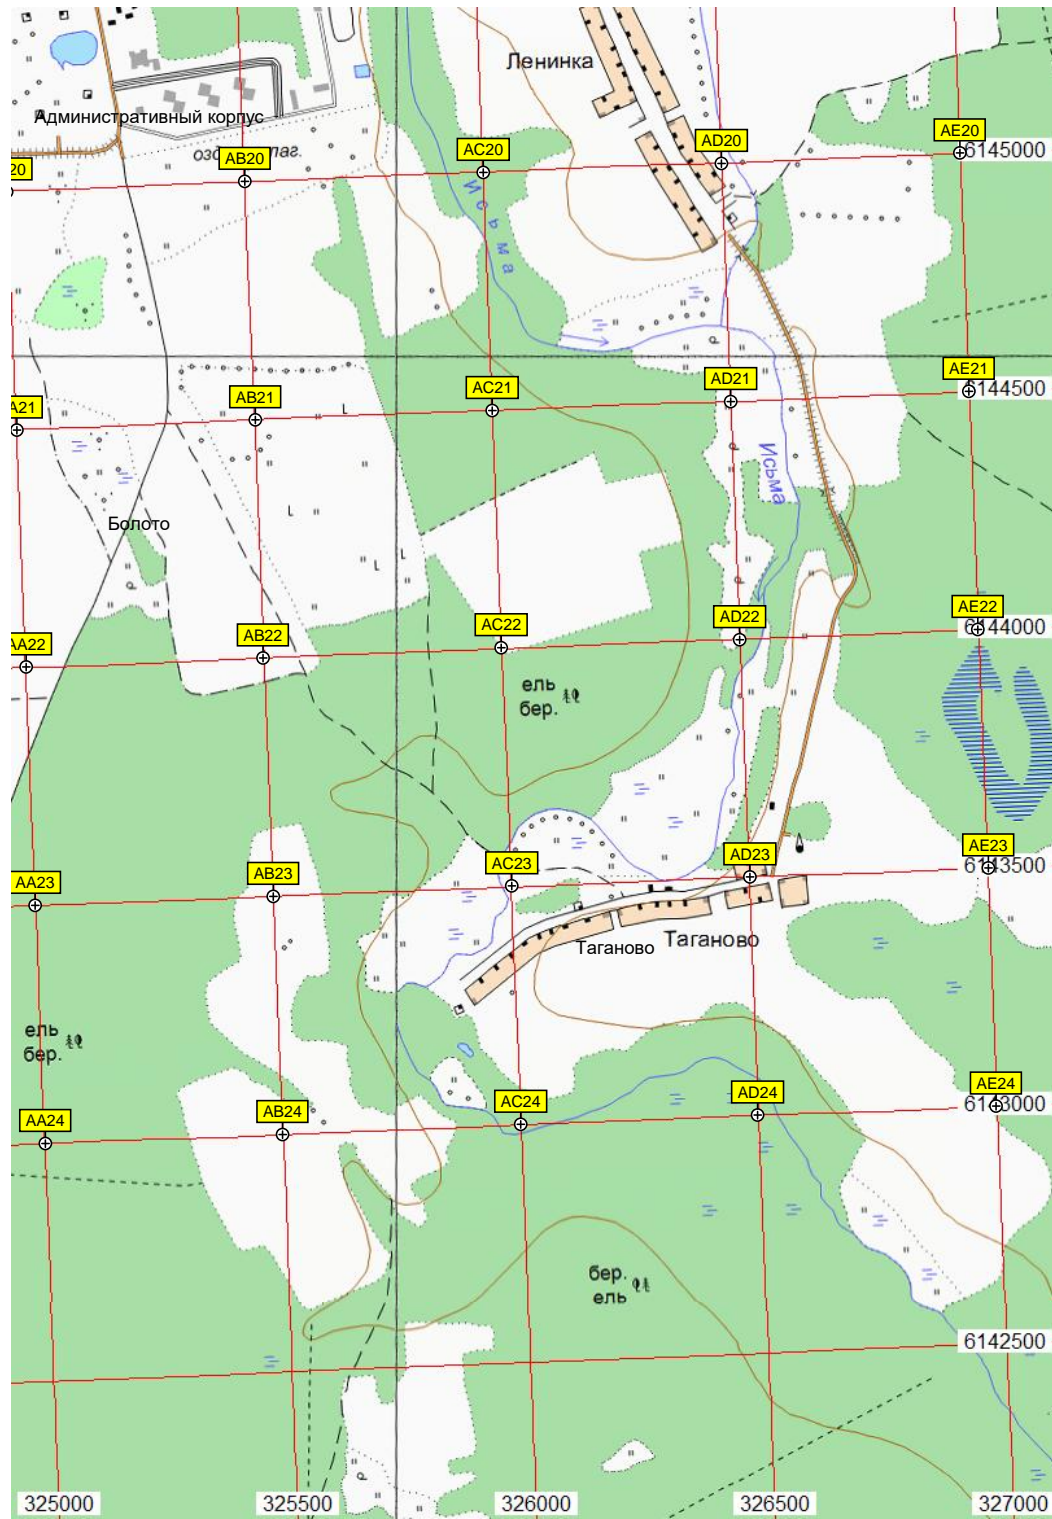 Ленинка
Административный корпус
AE20
AD20
6145000
AC20
AB20
20
Исьма
AE21
6144500
AD21
AC21
AB21
A21
Исьма
Болото
AE22
6144000
AD22
AC22
AB22
AA22
ель
бер.
AE23
6143500
AD23
AC23
AB23
AA23
Таганово
Таганово
ель
бер.
AE24
6143000
AD24
AC24
AB24
AA24
бер.
ель
6142500
325000
325500
326000
326500
327000